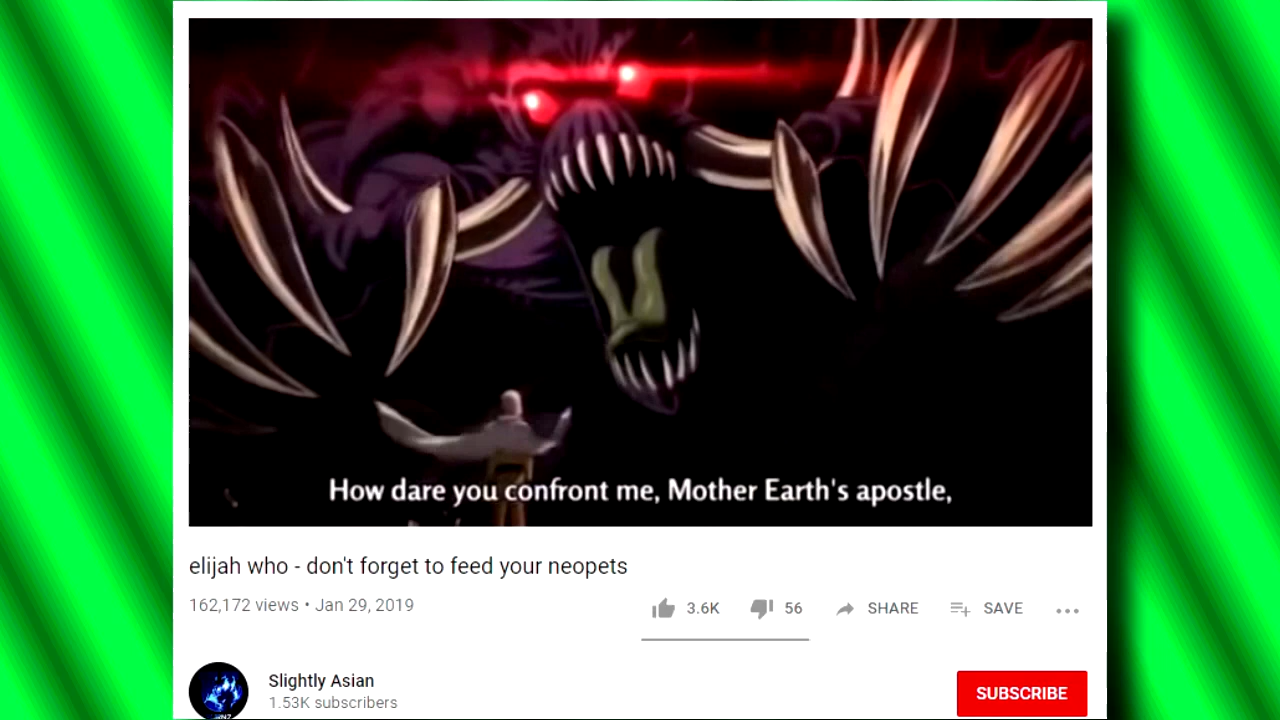 How dare you confront me, Mother Earth's apostle,
elijah who - don't forget to feed your neopets
162,172 views • Jan 29, 2019
3.6K 56 SHARE SAVE
Slightly Asian
1.53K subscribers
SUBSCRIBE